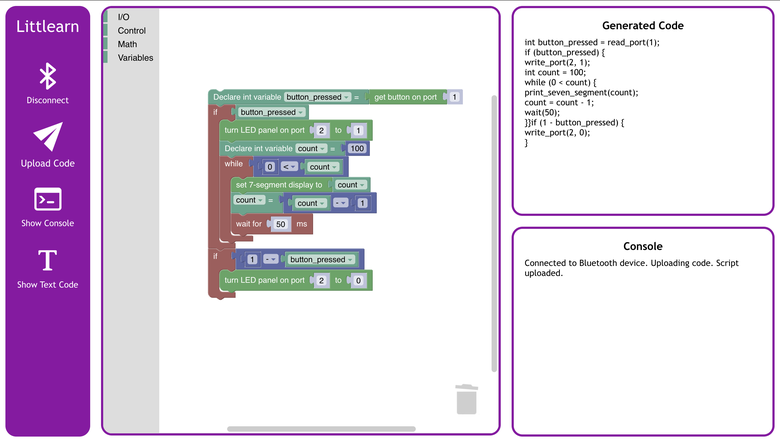 Littlearn
Disconnect
Upload Code
Show Console
T
Show Text Code
I/O
Control
Math
Variables
Declare int variable button_pressed = get button on port 1
if button_pressed
turn LED panel on port 2 to 1
Declare int variable count = 100
while 0 < count
set 7-segment display to count
count = count - 1
wait for 50 ms
if 1 - button_pressed
turn LED panel on port 2 to 0
Generated Code
int button_pressed = read_port(1);
if (button_pressed) {
write_port(2, 1);
int count = 100;
while (0 < count) {
print_seven_segment(count);
count = count - 1;
wait(50);
}}if (1 - button_pressed) {
write_port(2, 0);
}
Console
Connected to Bluetooth device. Uploading code. Script
uploaded.